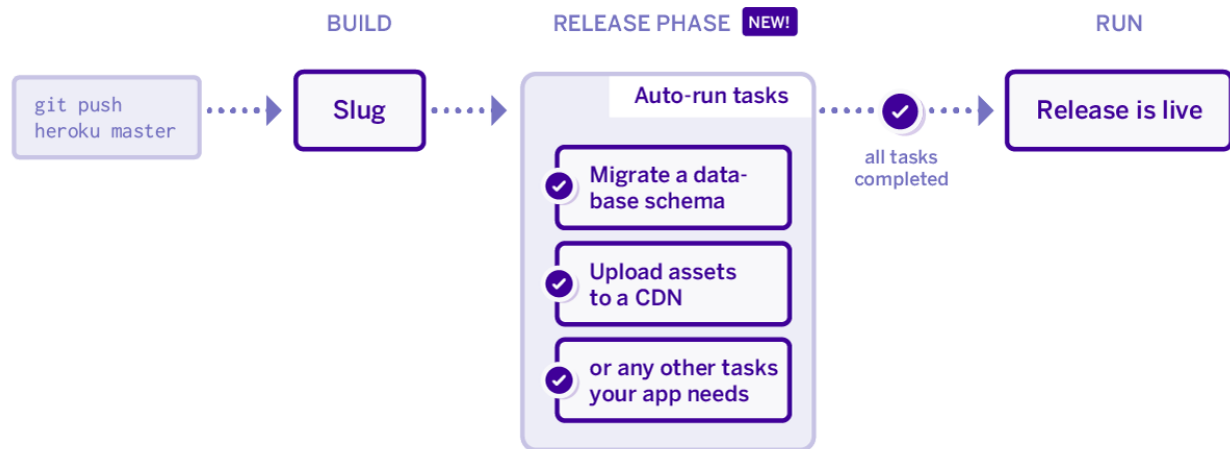 BUILD
RELEASE PHASE NEW!
RUN
git push
heroku master
Slug
Auto-run tasks
Migrate a data-
base schema
Upload assets
to a CDN
or any other tasks
your app needs
all tasks
completed
Release is live